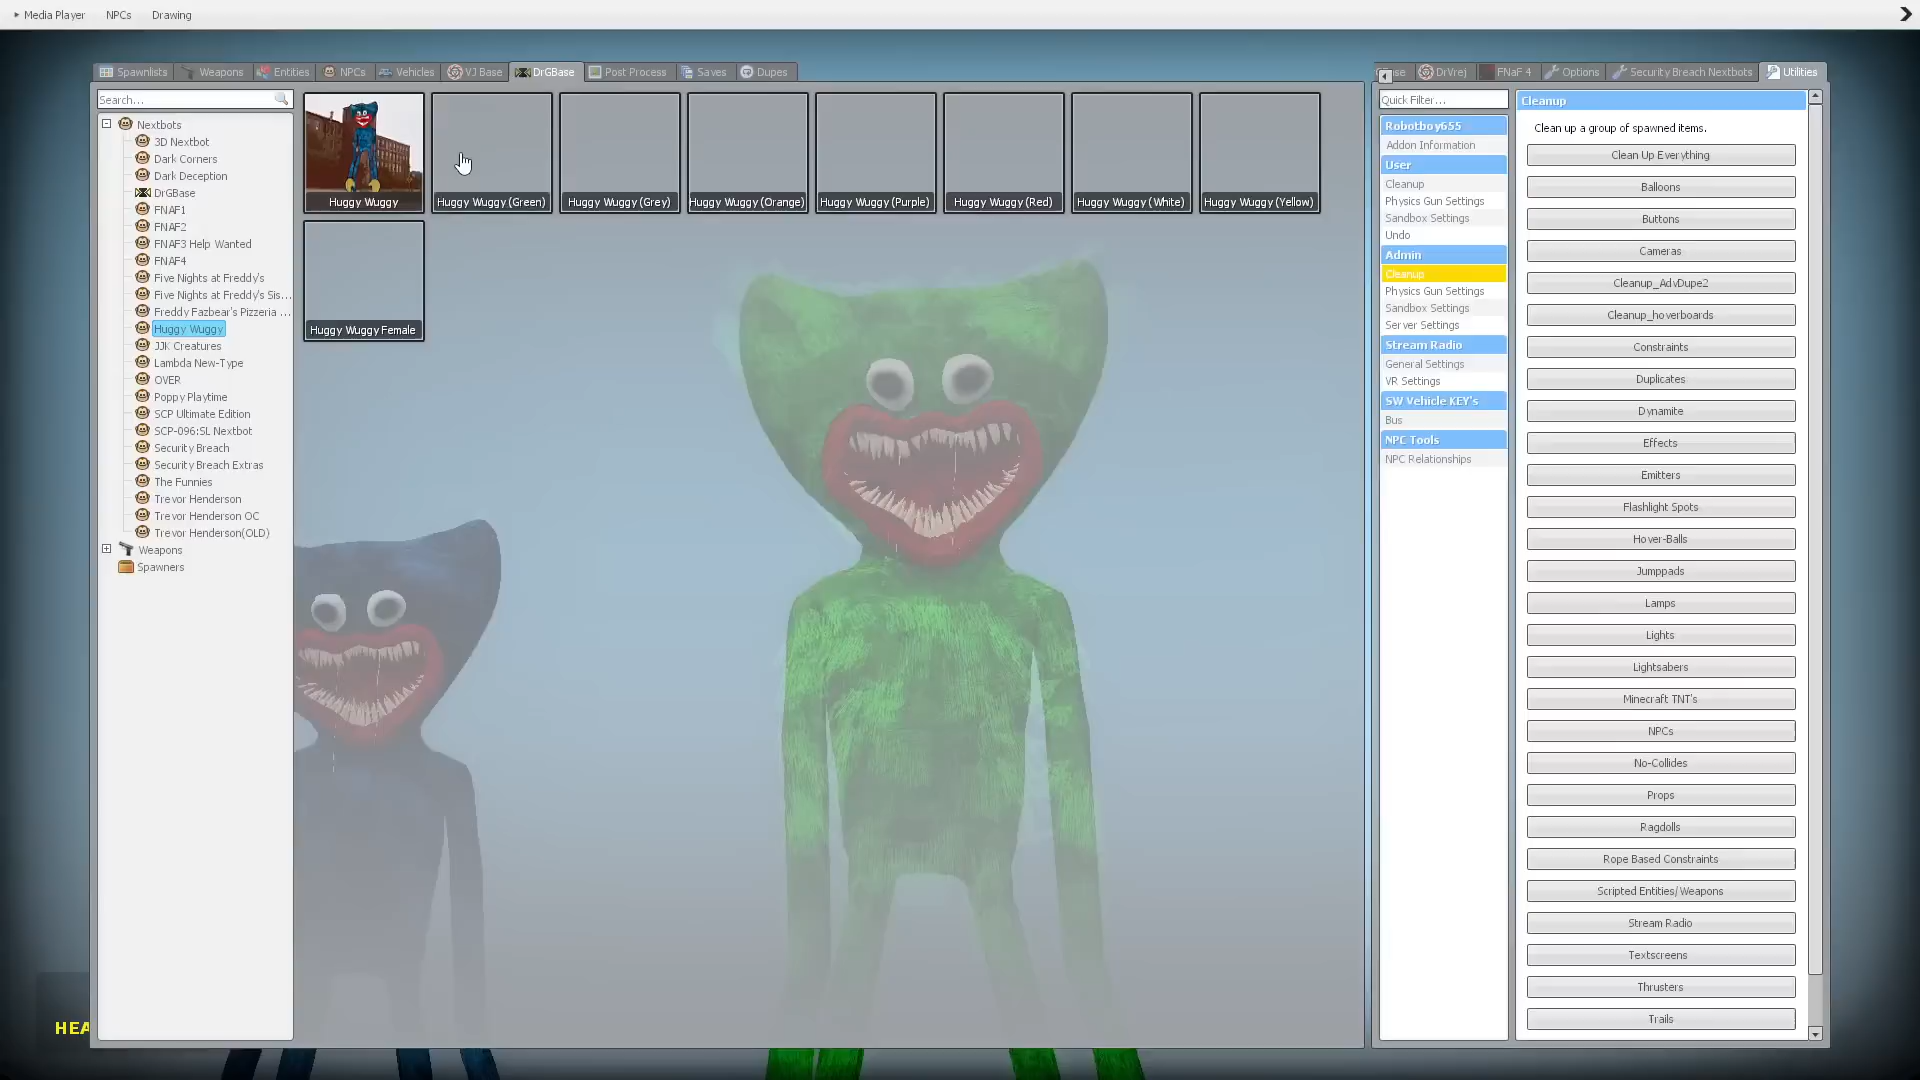 Media Player NPCs Drawing
Spawnlists Weapons Entities NPCs Vehicles VJ Base DrGBase Post Process Saves Dupes
DrVrej FNaF 4 Options Security Breach Nextbots Utilities
Search...
Nextbots
3D Nextbot
Dark Corners
Dark Deception
DrGBase
FNAF1
FNAF2
FNAF3 Help Wanted
FNAF4
Five Nights at Freddy's
Five Nights at Freddy's Sis...
Freddy Fazbear's Pizzeria ...
Huggy Wuggy
JJK Creatures
Lambda New-Type
OVER
Poppy Playtime
SCP Ultimate Edition
SCP-096:SL Nextbot
Security Breach
Security Breach Extras
The Funnies
Trevor Henderson
Trevor Henderson OC
Trevor Henderson(OLD)
Weapons
Spawners
Huggy Wuggy Huggy Wuggy (Green) Huggy Wuggy (Grey) Huggy Wuggy (Orange) Huggy Wuggy (Purple) Huggy Wuggy (Red) Huggy Wuggy (White) Huggy Wuggy (Yellow)
Huggy Wuggy Female
Quick Filter...
Robotboy655
Addon Information
User
Cleanup
Physics Gun Settings
Sandbox Settings
Undo
Admin
Cleanup
Physics Gun Settings
Sandbox Settings
Server Settings
Stream Radio
General Settings
VR Settings
SW Vehicle KEY's
Bus
NPC Tools
NPC Relationships
Cleanup
Clean up a group of spawned items.
Clean Up Everything
Balloons
Buttons
Cameras
Cleanup_AdvDupe2
Cleanup_hoverboards
Constraints
Duplicates
Dynamite
Effects
Emitters
Flashlight Spots
Hover-Balls
Jumppads
Lamps
Lights
Lightsabers
Minecraft TNT's
NPCs
No-Collides
Props
Ragdolls
Rope Based Constraints
Scripted Entities/Weapons
Stream Radio
Textscreens
Thrusters
Trails
HEA